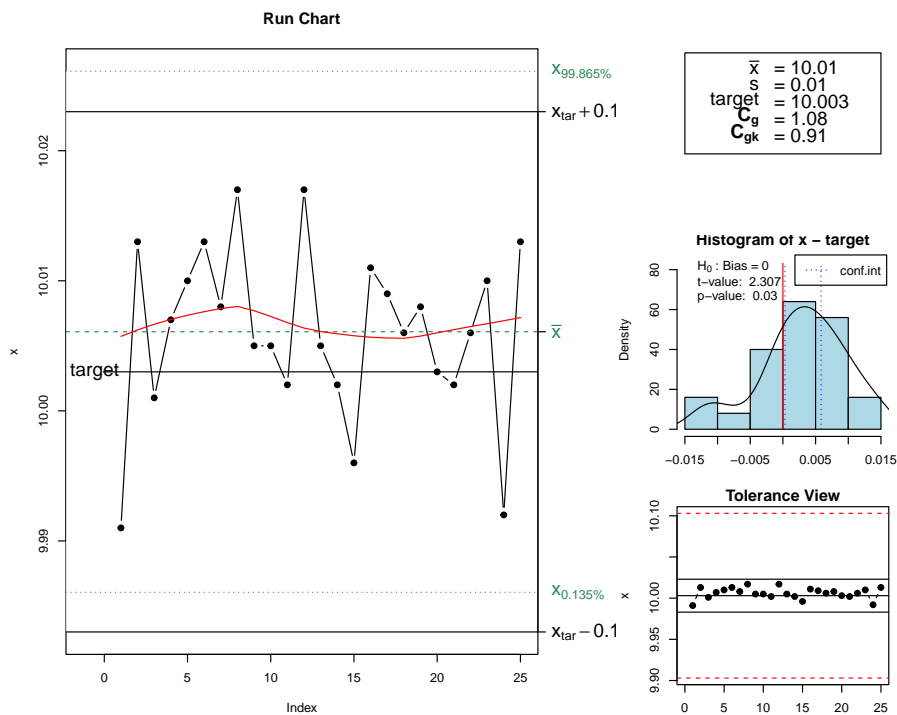 Run Chart
x99.865%
xtar+0.1
x̄
target
x0.135%
xtar−0.1
x
10.02
10.01
10.00
9.99
0 5 10 15 20 25
Index
x̄ = 10.01
s = 0.01
target = 10.003
Cg = 1.08
Cgk = 0.91
Histogram of x − target
H0 : Bias = 0
t−value: 2.307
p−value: 0.03
conf.int
Density
80
60
40
20
0
−0.015 −0.005 0.005 0.015
Tolerance View
x
10.10
10.00
9.95
9.90
0 5 10 15 20 25